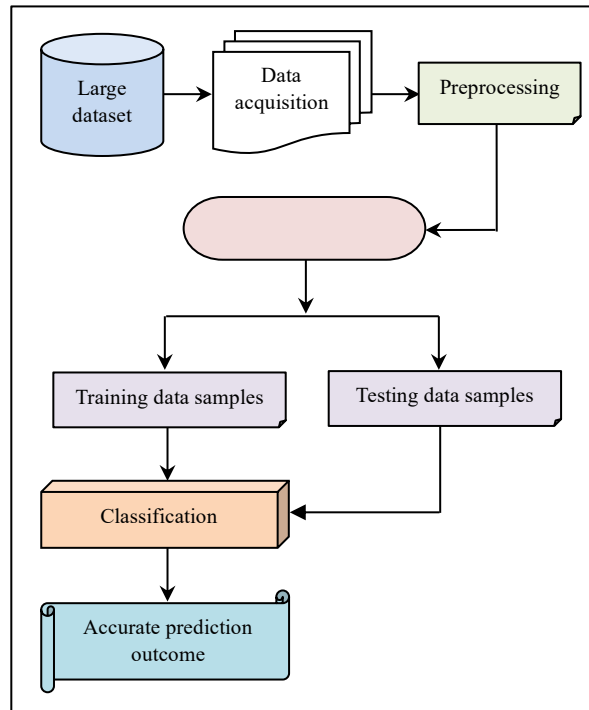 Large
dataset
Data
acquisition
Preprocessing
Training data samples
Testing data samples
Classification
Accurate prediction
outcome